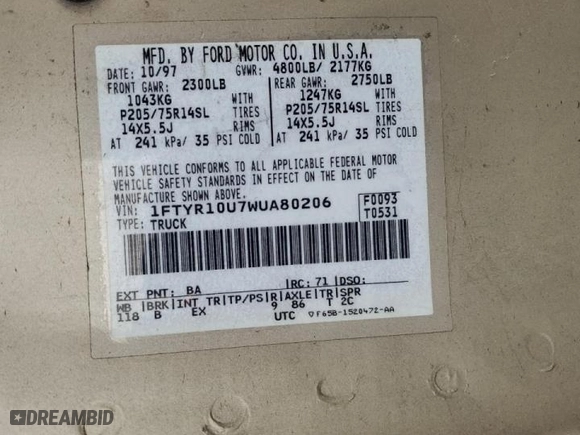 MFD. BY FORD MOTOR CO. IN U.S.A.
DATE: 10/97 GVWR: 4800LB/ 2177KG
FRONT GAWR: 2300LB REAR GAWR: 2750LB
1043KG WITH 1247KG WITH
P205/75R14SL TIRES P205/75R14SL TIRES
14X5.5J RIMS 14X5.5J RIMS
AT 241 kPa/ 35 PSI COLD AT 241 kPa/ 35 PSI COLD
THIS VEHICLE CONFORMS TO ALL APPLICABLE FEDERAL MOTOR
VEHICLE SAFETY STANDARDS IN EFFECT ON THE DATE OF
MANUFACTURE SHOWN ABOVE.
VIN: 1FTYR10U7WUA80206 F0093
TYPE: TRUCK T0531
EXT PNT: BA RC: 71 DSO:
WB BRK INT TR TP/PS R AXLE TR SPR
118 B EX 9 86 T 2C
UTC ▽F65B-1520472-AA
DREAMBID